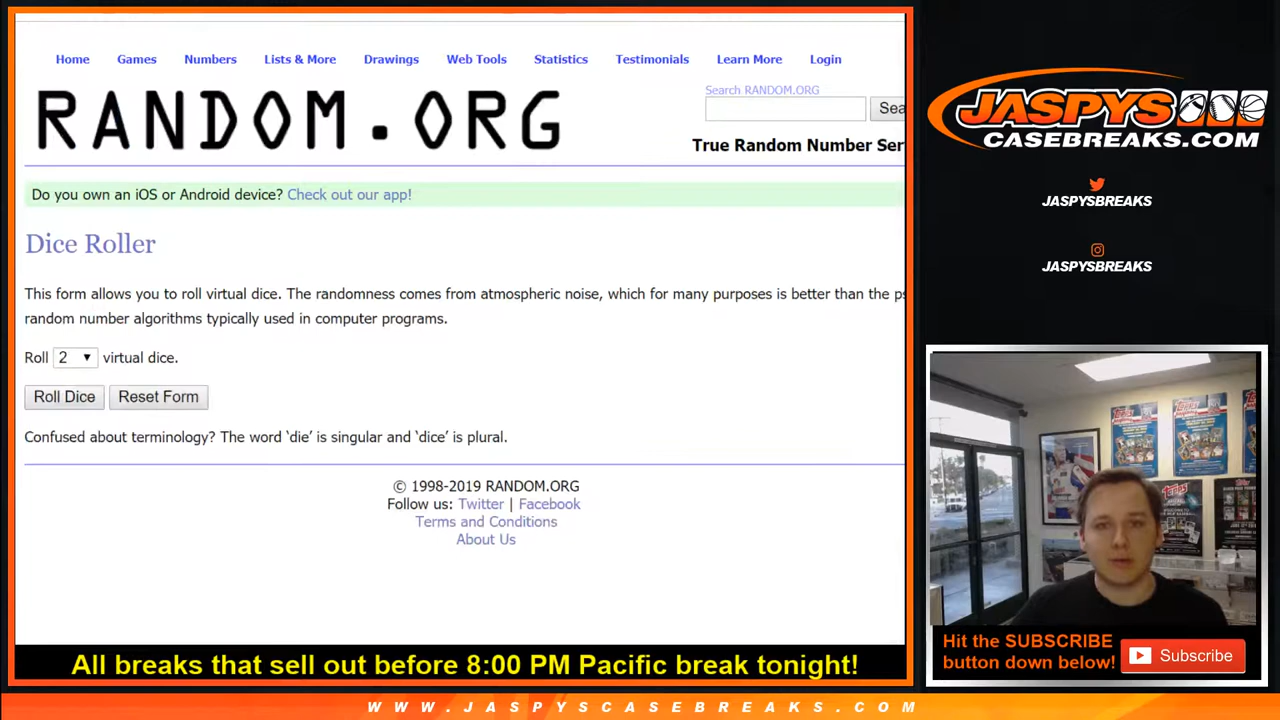 Home Games Numbers Lists & More Drawings Web Tools Statistics Testimonials Learn More Login
RANDOM.ORG
Search RANDOM.ORG
Sea
True Random Number Ser
Do you own an iOS or Android device? Check out our app!
Dice Roller
This form allows you to roll virtual dice. The randomness comes from atmospheric noise, which for many purposes is better than the ps
random number algorithms typically used in computer programs.
Roll 2 virtual dice.
Roll Dice Reset Form
Confused about terminology? The word ‘die’ is singular and ‘dice’ is plural.
© 1998-2019 RANDOM.ORG
Follow us: Twitter | Facebook
Terms and Conditions
About Us
All breaks that sell out before 8:00 PM Pacific break tonight!
WWW.JASPYSCASEBREAKS.COM
JASPYS
CASEBREAKS.COM
JASPYSBREAKS
JASPYSBREAKS
Topps
Topps
Hit the SUBSCRIBE
button down below!
Subscribe